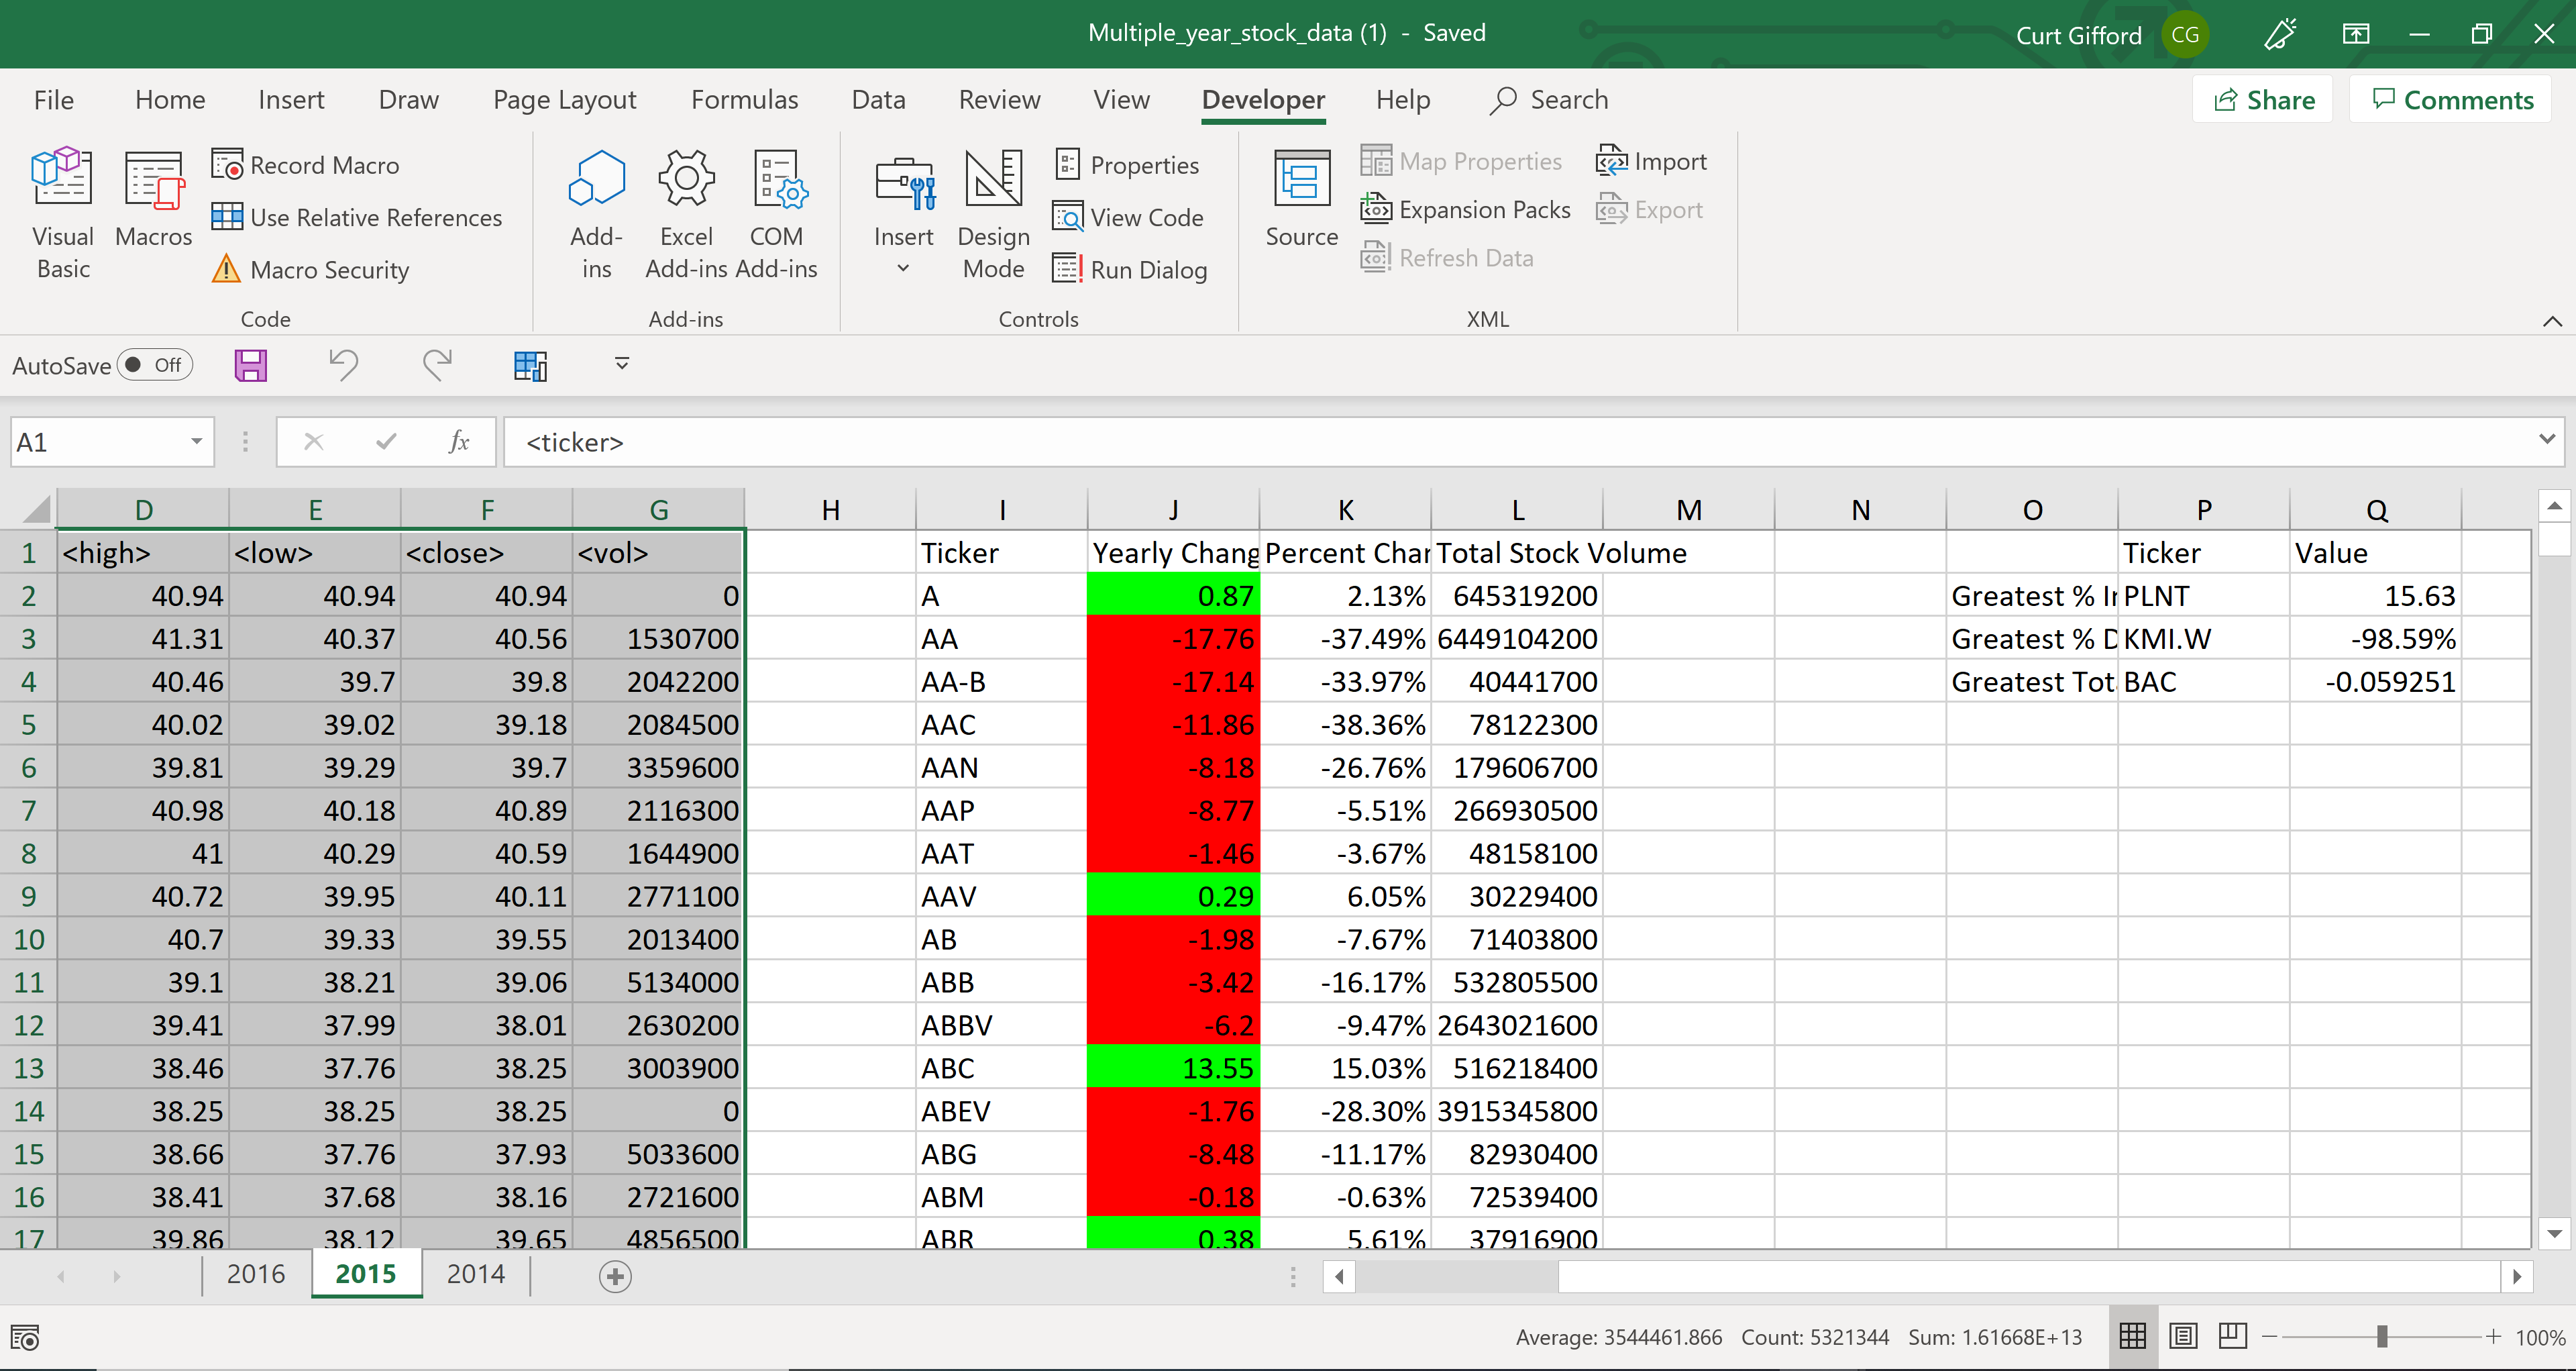 Multiple_year_stock_data (1) - Saved
Curt Gifford CG
File Home Insert Draw Page Layout Formulas Data Review View Developer Help Search Share Comments
Visual Basic
Macros
Record Macro
Use Relative References
Macro Security
Code
Add-ins
Excel Add-ins
COM Add-ins
Add-ins
Insert
Design Mode
Properties
View Code
Run Dialog
Controls
Source
Map Properties
Expansion Packs
Refresh Data
Import
Export
XML
AutoSave Off
A1 fx <ticker>
D E F G H I J K L M N O P Q
1 <high> <low> <close> <vol> Ticker Yearly Chang Percent Char Total Stock Volume Ticker Value
2 40.94 40.94 40.94 0 A 0.87 2.13% 645319200 Greatest % Ir PLNT 15.63
3 41.31 40.37 40.56 1530700 AA -17.76 -37.49% 6449104200 Greatest % D KMI.W -98.59%
4 40.46 39.7 39.8 2042200 AA-B -17.14 -33.97% 40441700 Greatest Tot BAC -0.059251
5 40.02 39.02 39.18 2084500 AAC -11.86 -38.36% 78122300
6 39.81 39.29 39.7 3359600 AAN -8.18 -26.76% 179606700
7 40.98 40.18 40.89 2116300 AAP -8.77 -5.51% 266930500
8 41 40.29 40.59 1644900 AAT -1.46 -3.67% 48158100
9 40.72 39.95 40.11 2771100 AAV 0.29 6.05% 30229400
10 40.7 39.33 39.55 2013400 AB -1.98 -7.67% 71403800
11 39.1 38.21 39.06 5134000 ABB -3.42 -16.17% 532805500
12 39.41 37.99 38.01 2630200 ABBV -6.2 -9.47% 2643021600
13 38.46 37.76 38.25 3003900 ABC 13.55 15.03% 516218400
14 38.25 38.25 38.25 0 ABEV -1.76 -28.30% 3915345800
15 38.66 37.76 37.93 5033600 ABG -8.48 -11.17% 82930400
16 38.41 37.68 38.16 2721600 ABM -0.18 -0.63% 72539400
17 39.86 38.12 39.65 4856500 ABR 0.38 5.61% 37916900
2016 2015 2014
Average: 3544461.866 Count: 5321344 Sum: 1.61668E+13 100%